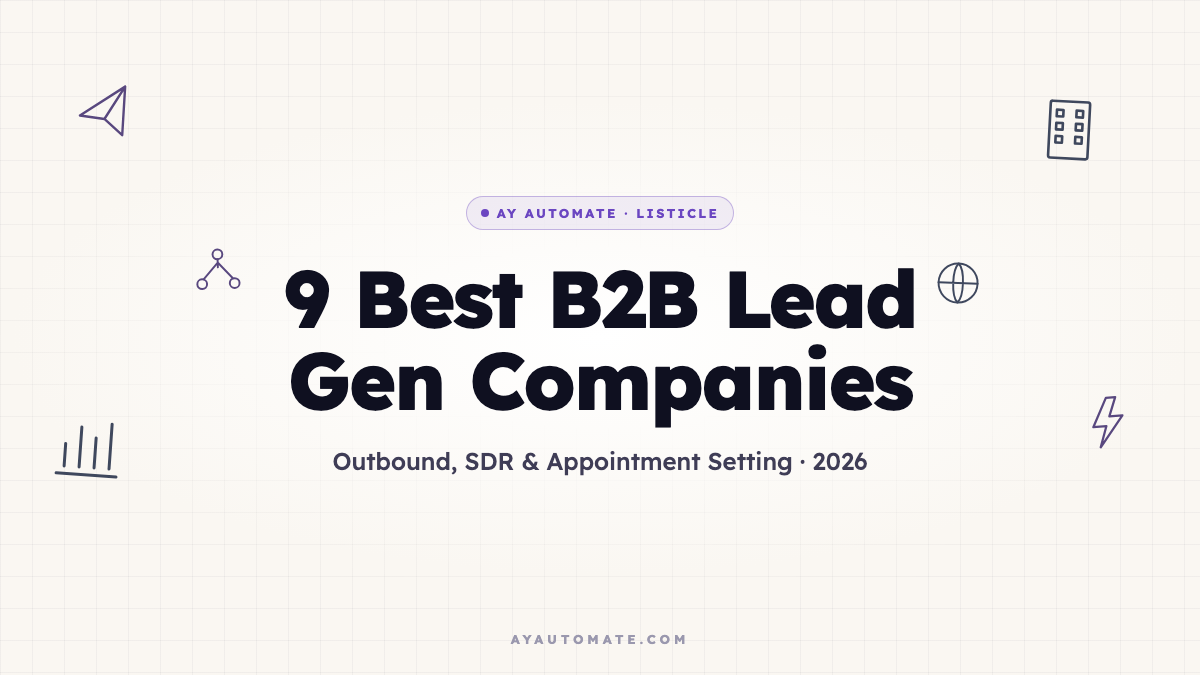 AY AUTOMATE · LISTICLE
9 Best B2B Lead
Gen Companies
Outbound, SDR & Appointment Setting · 2026
AYAUTOMATE.COM